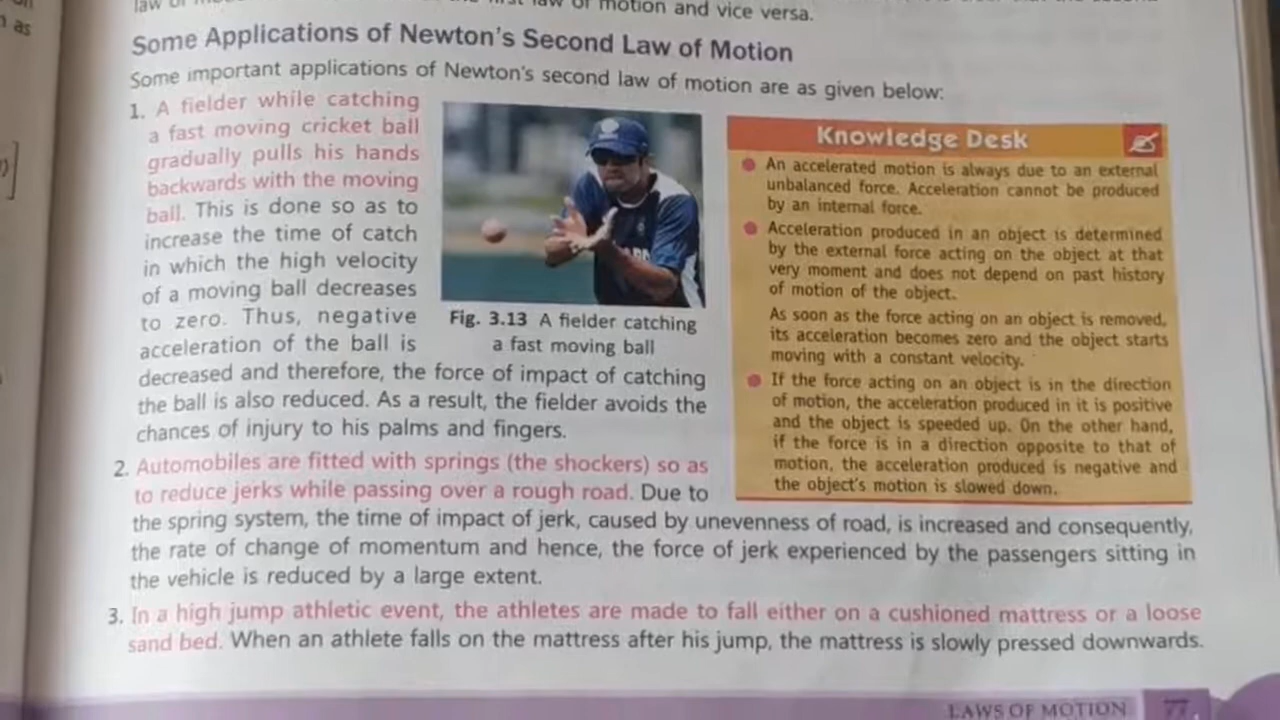 as
law of motion and vice versa.
Some Applications of Newton's Second Law of Motion
Some important applications of Newton's second law of motion are as given below:
1. A fielder while catching
a fast moving cricket ball
gradually pulls his hands
backwards with the moving
ball. This is done so as to
increase the time of catch
in which the high velocity
of a moving ball decreases
to zero. Thus, negative
acceleration of the ball is
decreased and therefore, the force of impact of catching
the ball is also reduced. As a result, the fielder avoids the
chances of injury to his palms and fingers.
Fig. 3.13 A fielder catching
a fast moving ball
Knowledge Desk
An accelerated motion is always due to an external
unbalanced force. Acceleration cannot be produced
by an internal force.
Acceleration produced in an object is determined
by the external force acting on the object at that
very moment and does not depend on past history
of motion of the object.
As soon as the force acting on an object is removed,
its acceleration becomes zero and the object starts
moving with a constant velocity.
If the force acting on an object is in the direction
of motion, the acceleration produced in it is positive
and the object is speeded up. On the other hand,
if the force is in a direction opposite to that of
motion, the acceleration produced is negative and
the object's motion is slowed down.
2. Automobiles are fitted with springs (the shockers) so as
to reduce jerks while passing over a rough road. Due to
the spring system, the time of impact of jerk, caused by unevenness of road, is increased and consequently,
the rate of change of momentum and hence, the force of jerk experienced by the passengers sitting in
the vehicle is reduced by a large extent.
3. In a high jump athletic event, the athletes are made to fall either on a cushioned mattress or a loose
sand bed. When an athlete falls on the mattress after his jump, the mattress is slowly pressed downwards.
LAWS OF MOTION 77